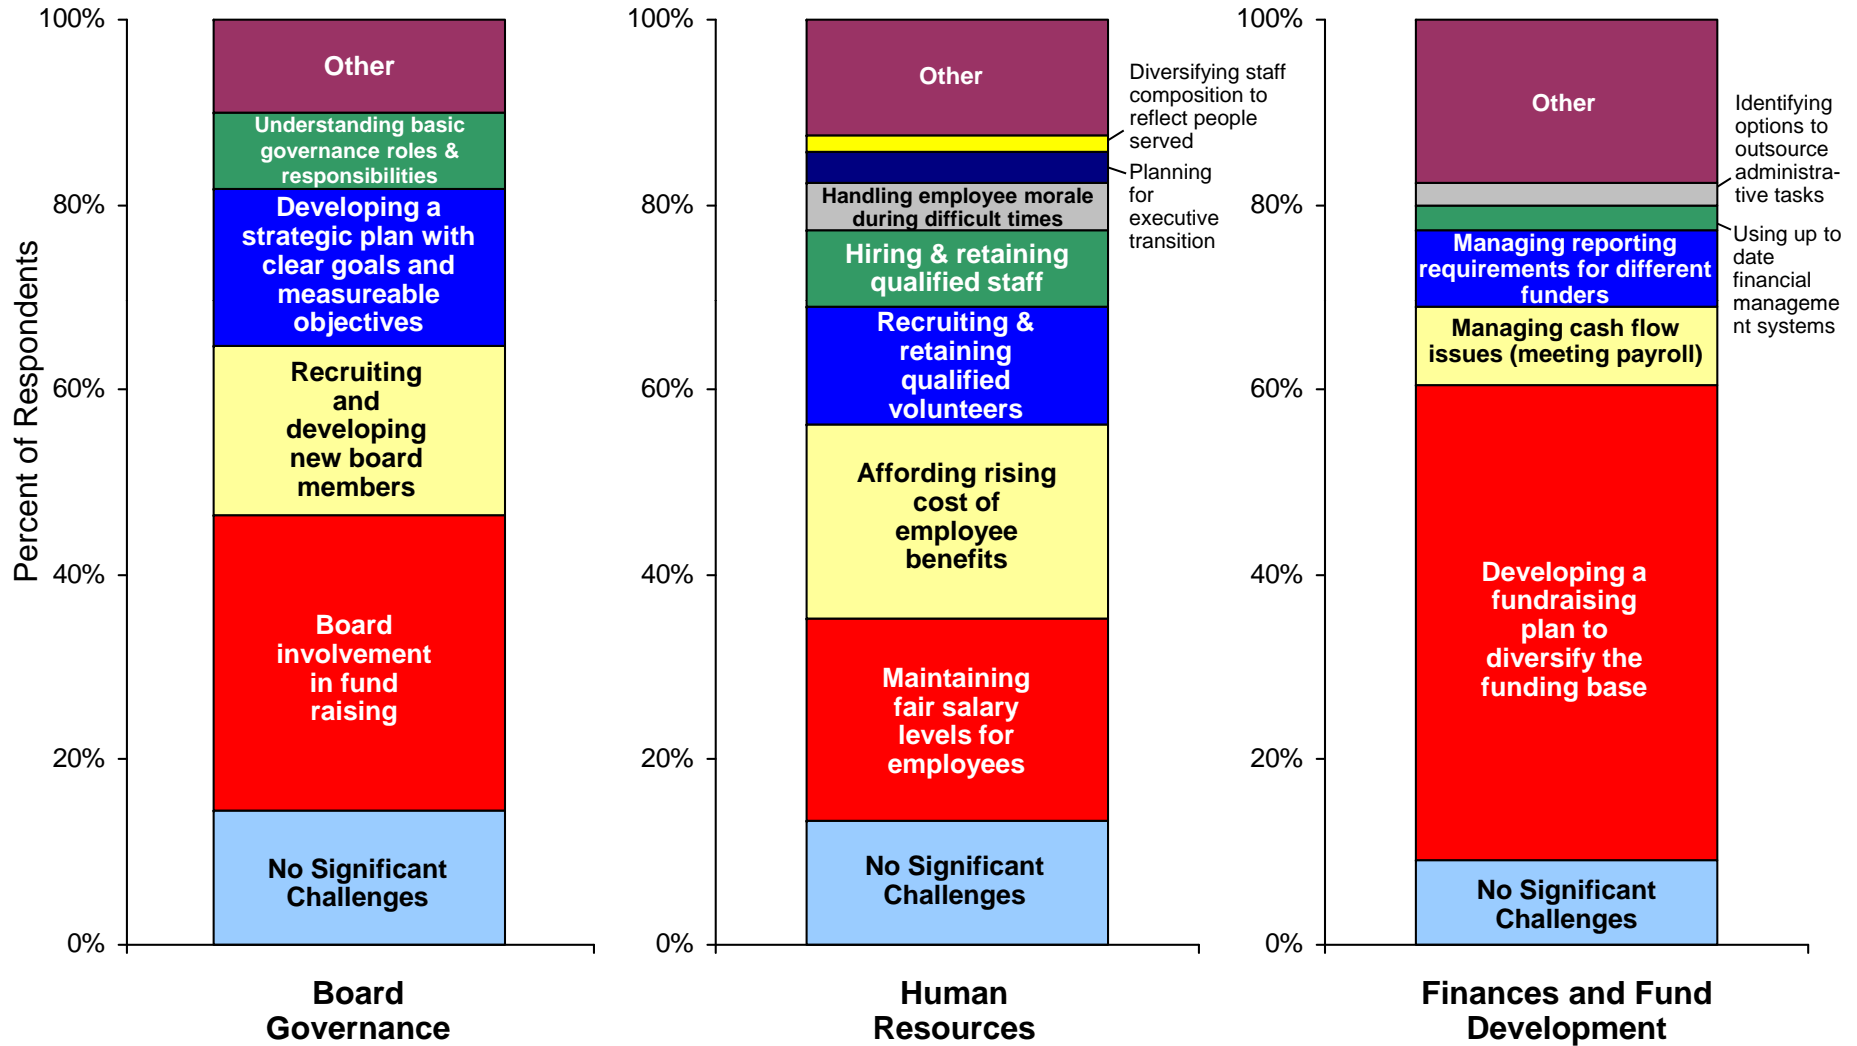 Percent of Respondents
100%
80%
60%
40%
20%
0%
Other
Understanding basic
governance roles &
responsibilities
Developing a
strategic plan with
clear goals and
measureable
objectives
Recruiting
and
developing
new board
members
Board
involvement
in fund
raising
No Significant
Challenges
Board
Governance
100%
80%
60%
40%
20%
0%
Other
Diversifying staff
composition to
reflect people
served
Planning
for
executive
transition
Handling employee morale
during difficult times
Hiring & retaining
qualified staff
Recruiting &
retaining
qualified
volunteers
Affording rising
cost of
employee
benefits
Maintaining
fair salary
levels for
employees
No Significant
Challenges
Human
Resources
100%
80%
60%
40%
20%
0%
Other
Identifying
options to
outsource
administra-
tive tasks
Using up to
date
financial
manageme
nt systems
Managing reporting
requirements for different
funders
Managing cash flow
issues (meeting payroll)
Developing a
fundraising
plan to
diversify the
funding base
No Significant
Challenges
Finances and Fund
Development